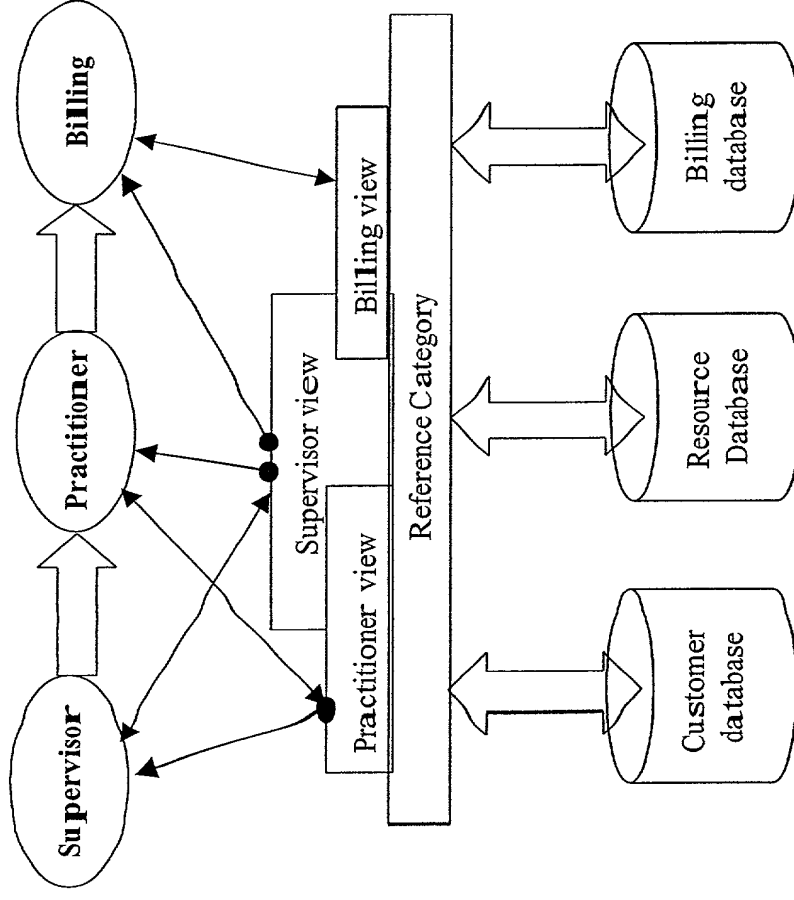 Supervisor
Practitioner
Billing
Supervisor view
Practitioner view
Billing view
Reference Category
Customer
database
Resource
Database
Billing
database